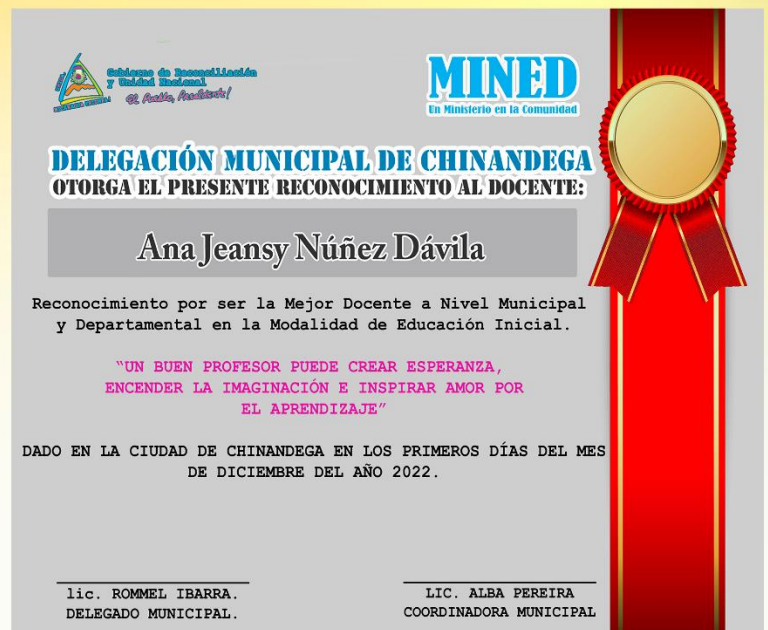 Gobierno de Reconciliación
y Unidad Nacional
El Pueblo, Presidente!
MINED
Un Ministerio en la Comunidad
DELEGACIÓN MUNICIPAL DE CHINANDEGA
OTORGA EL PRESENTE RECONOCIMIENTO AL DOCENTE:
Ana Jeansy Núñez Dávila
Reconocimiento por ser la Mejor Docente a Nivel Municipal
y Departamental en la Modalidad de Educación Inicial.
“UN BUEN PROFESOR PUEDE CREAR ESPERANZA,
ENCENDER LA IMAGINACIÓN E INSPIRAR AMOR POR
EL APRENDIZAJE”
DADO EN LA CIUDAD DE CHINANDEGA EN LOS PRIMEROS DÍAS DEL MES
DE DICIEMBRE DEL AÑO 2022.
lic. ROMMEL IBARRA.
DELEGADO MUNICIPAL.
LIC. ALBA PEREIRA
COORDINADORA MUNICIPAL